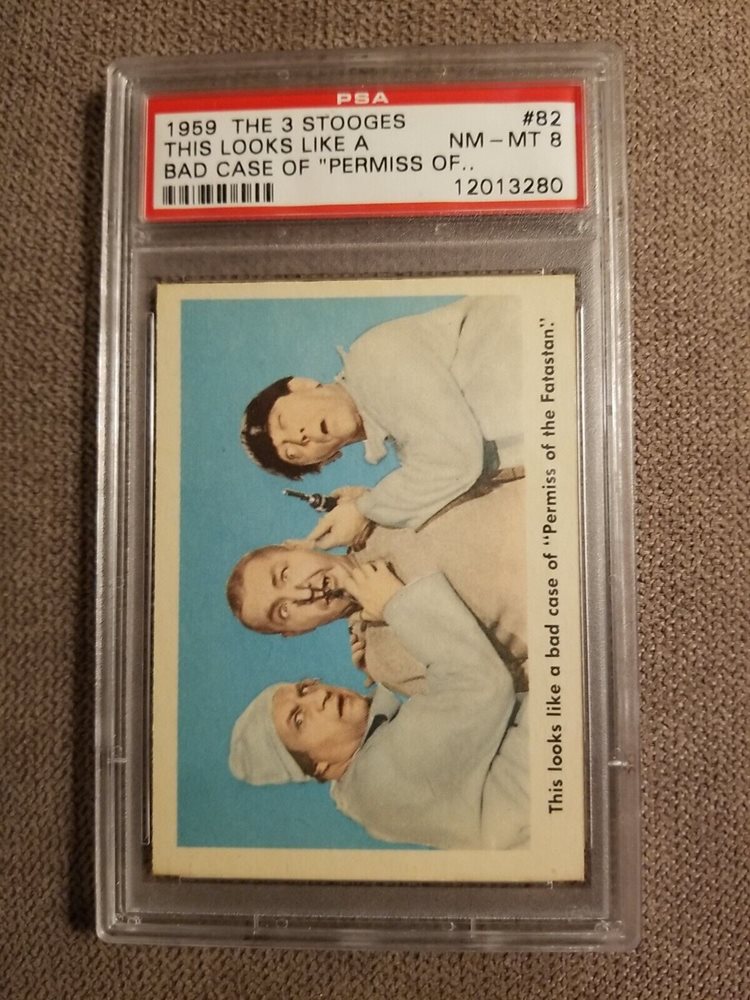 PSA
1959 THE 3 STOOGES #82
THIS LOOKS LIKE A NM - MT 8
BAD CASE OF "PERMISS OF..
12013280
This looks like a bad case of "Permiss of the Fatastan."